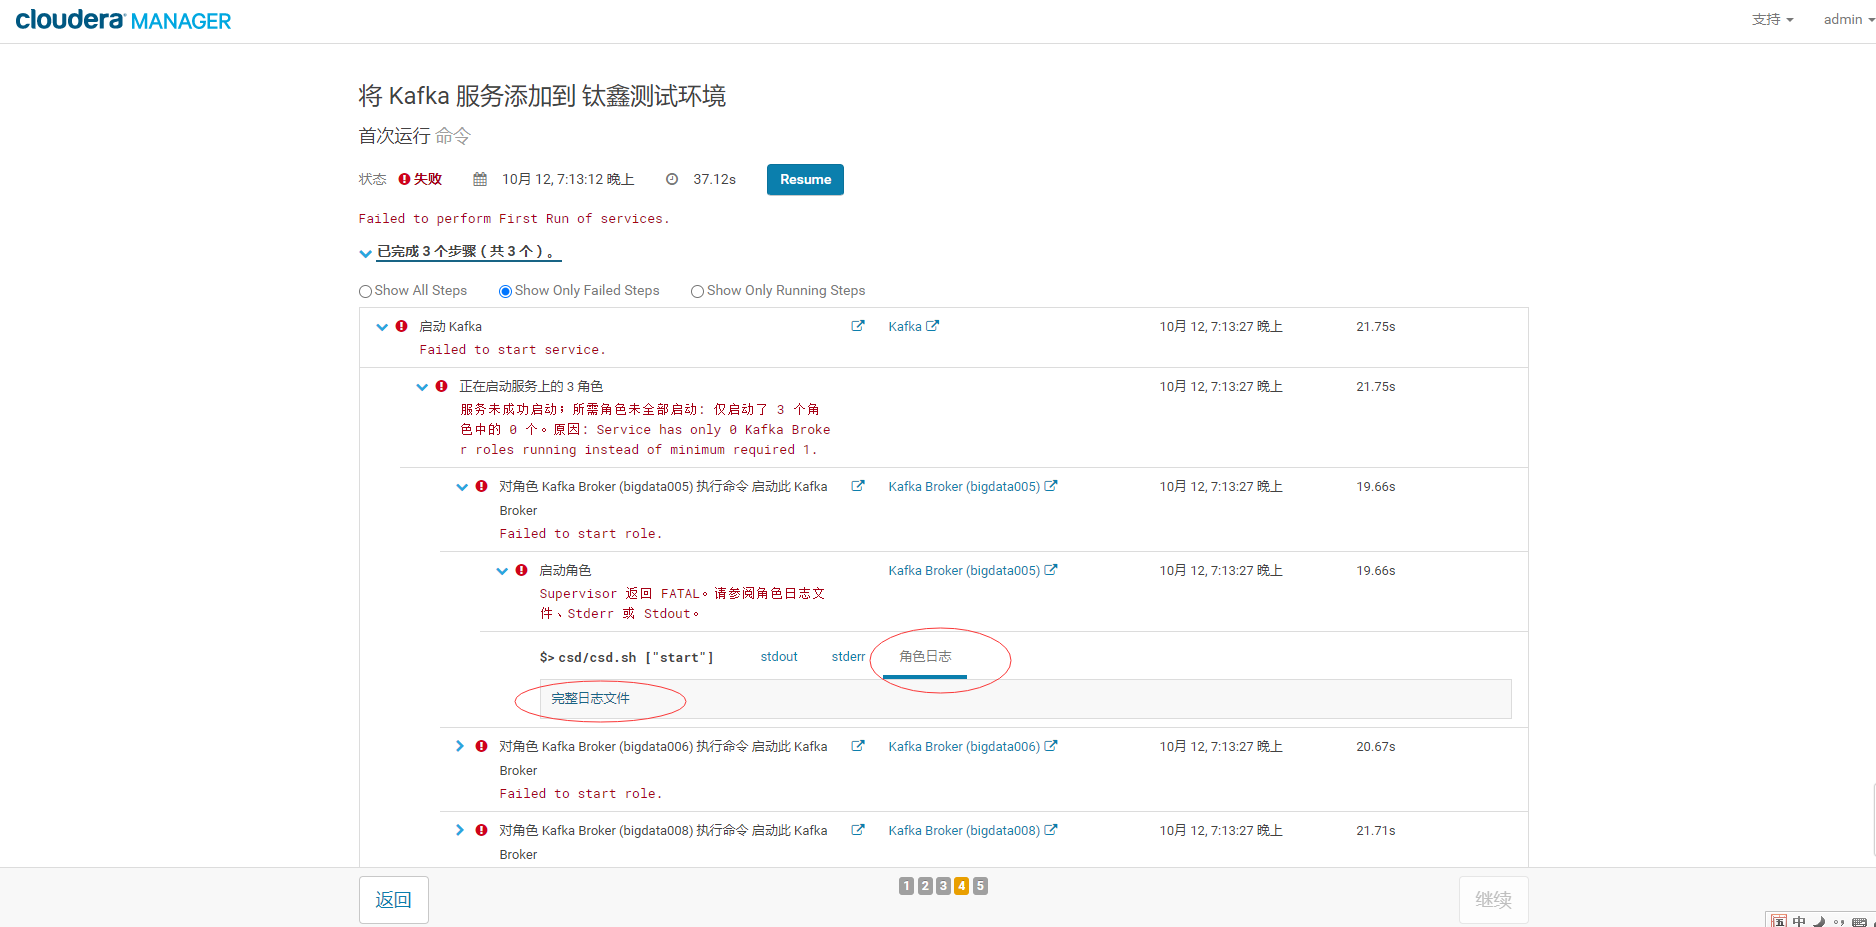 cloudera MANAGER
支持 admin
将 Kafka 服务添加到 钛鑫测试环境
首次运行 命令
状态 失败 10月 12, 7:13:12 晚上 37.12s Resume
Failed to perform First Run of services.
已完成 3 个步骤（共 3 个）。
Show All Steps Show Only Failed Steps Show Only Running Steps
启动 Kafka Kafka 10月 12, 7:13:27 晚上 21.75s
Failed to start service.
正在启动服务上的 3 角色 10月 12, 7:13:27 晚上 21.75s
服务未成功启动；所需角色未全部启动：仅启动了 3 个角
色中的 0 个。原因：Service has only 0 Kafka Broke
r roles running instead of minimum required 1.
对角色 Kafka Broker (bigdata005) 执行命令 启动此 Kafka Kafka Broker (bigdata005) 10月 12, 7:13:27 晚上 19.66s
Broker
Failed to start role.
启动角色 Kafka Broker (bigdata005) 10月 12, 7:13:27 晚上 19.66s
Supervisor 返回 FATAL。请参阅角色日志文
件、Stderr 或 Stdout。
$> csd/csd.sh ["start"] stdout stderr 角色日志
完整日志文件
对角色 Kafka Broker (bigdata006) 执行命令 启动此 Kafka Kafka Broker (bigdata006) 10月 12, 7:13:27 晚上 20.67s
Broker
Failed to start role.
对角色 Kafka Broker (bigdata008) 执行命令 启动此 Kafka Kafka Broker (bigdata008) 10月 12, 7:13:27 晚上 21.71s
Broker
返回 1 2 3 4 5 继续
五 中